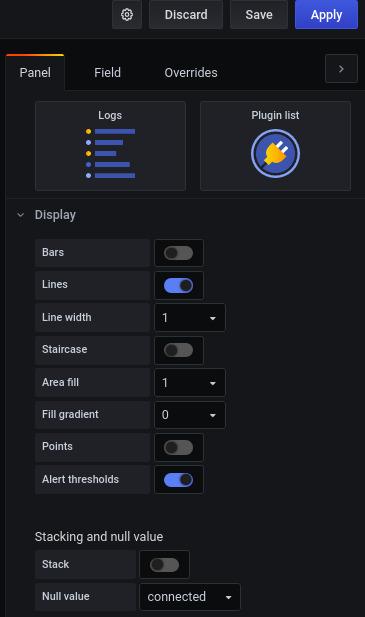 Discard Save Apply
Panel Field Overrides
Logs Plugin list
Display
Bars
Lines
Line width 1
Staircase
Area fill 1
Fill gradient 0
Points
Alert thresholds
Stacking and null value
Stack
Null value connected